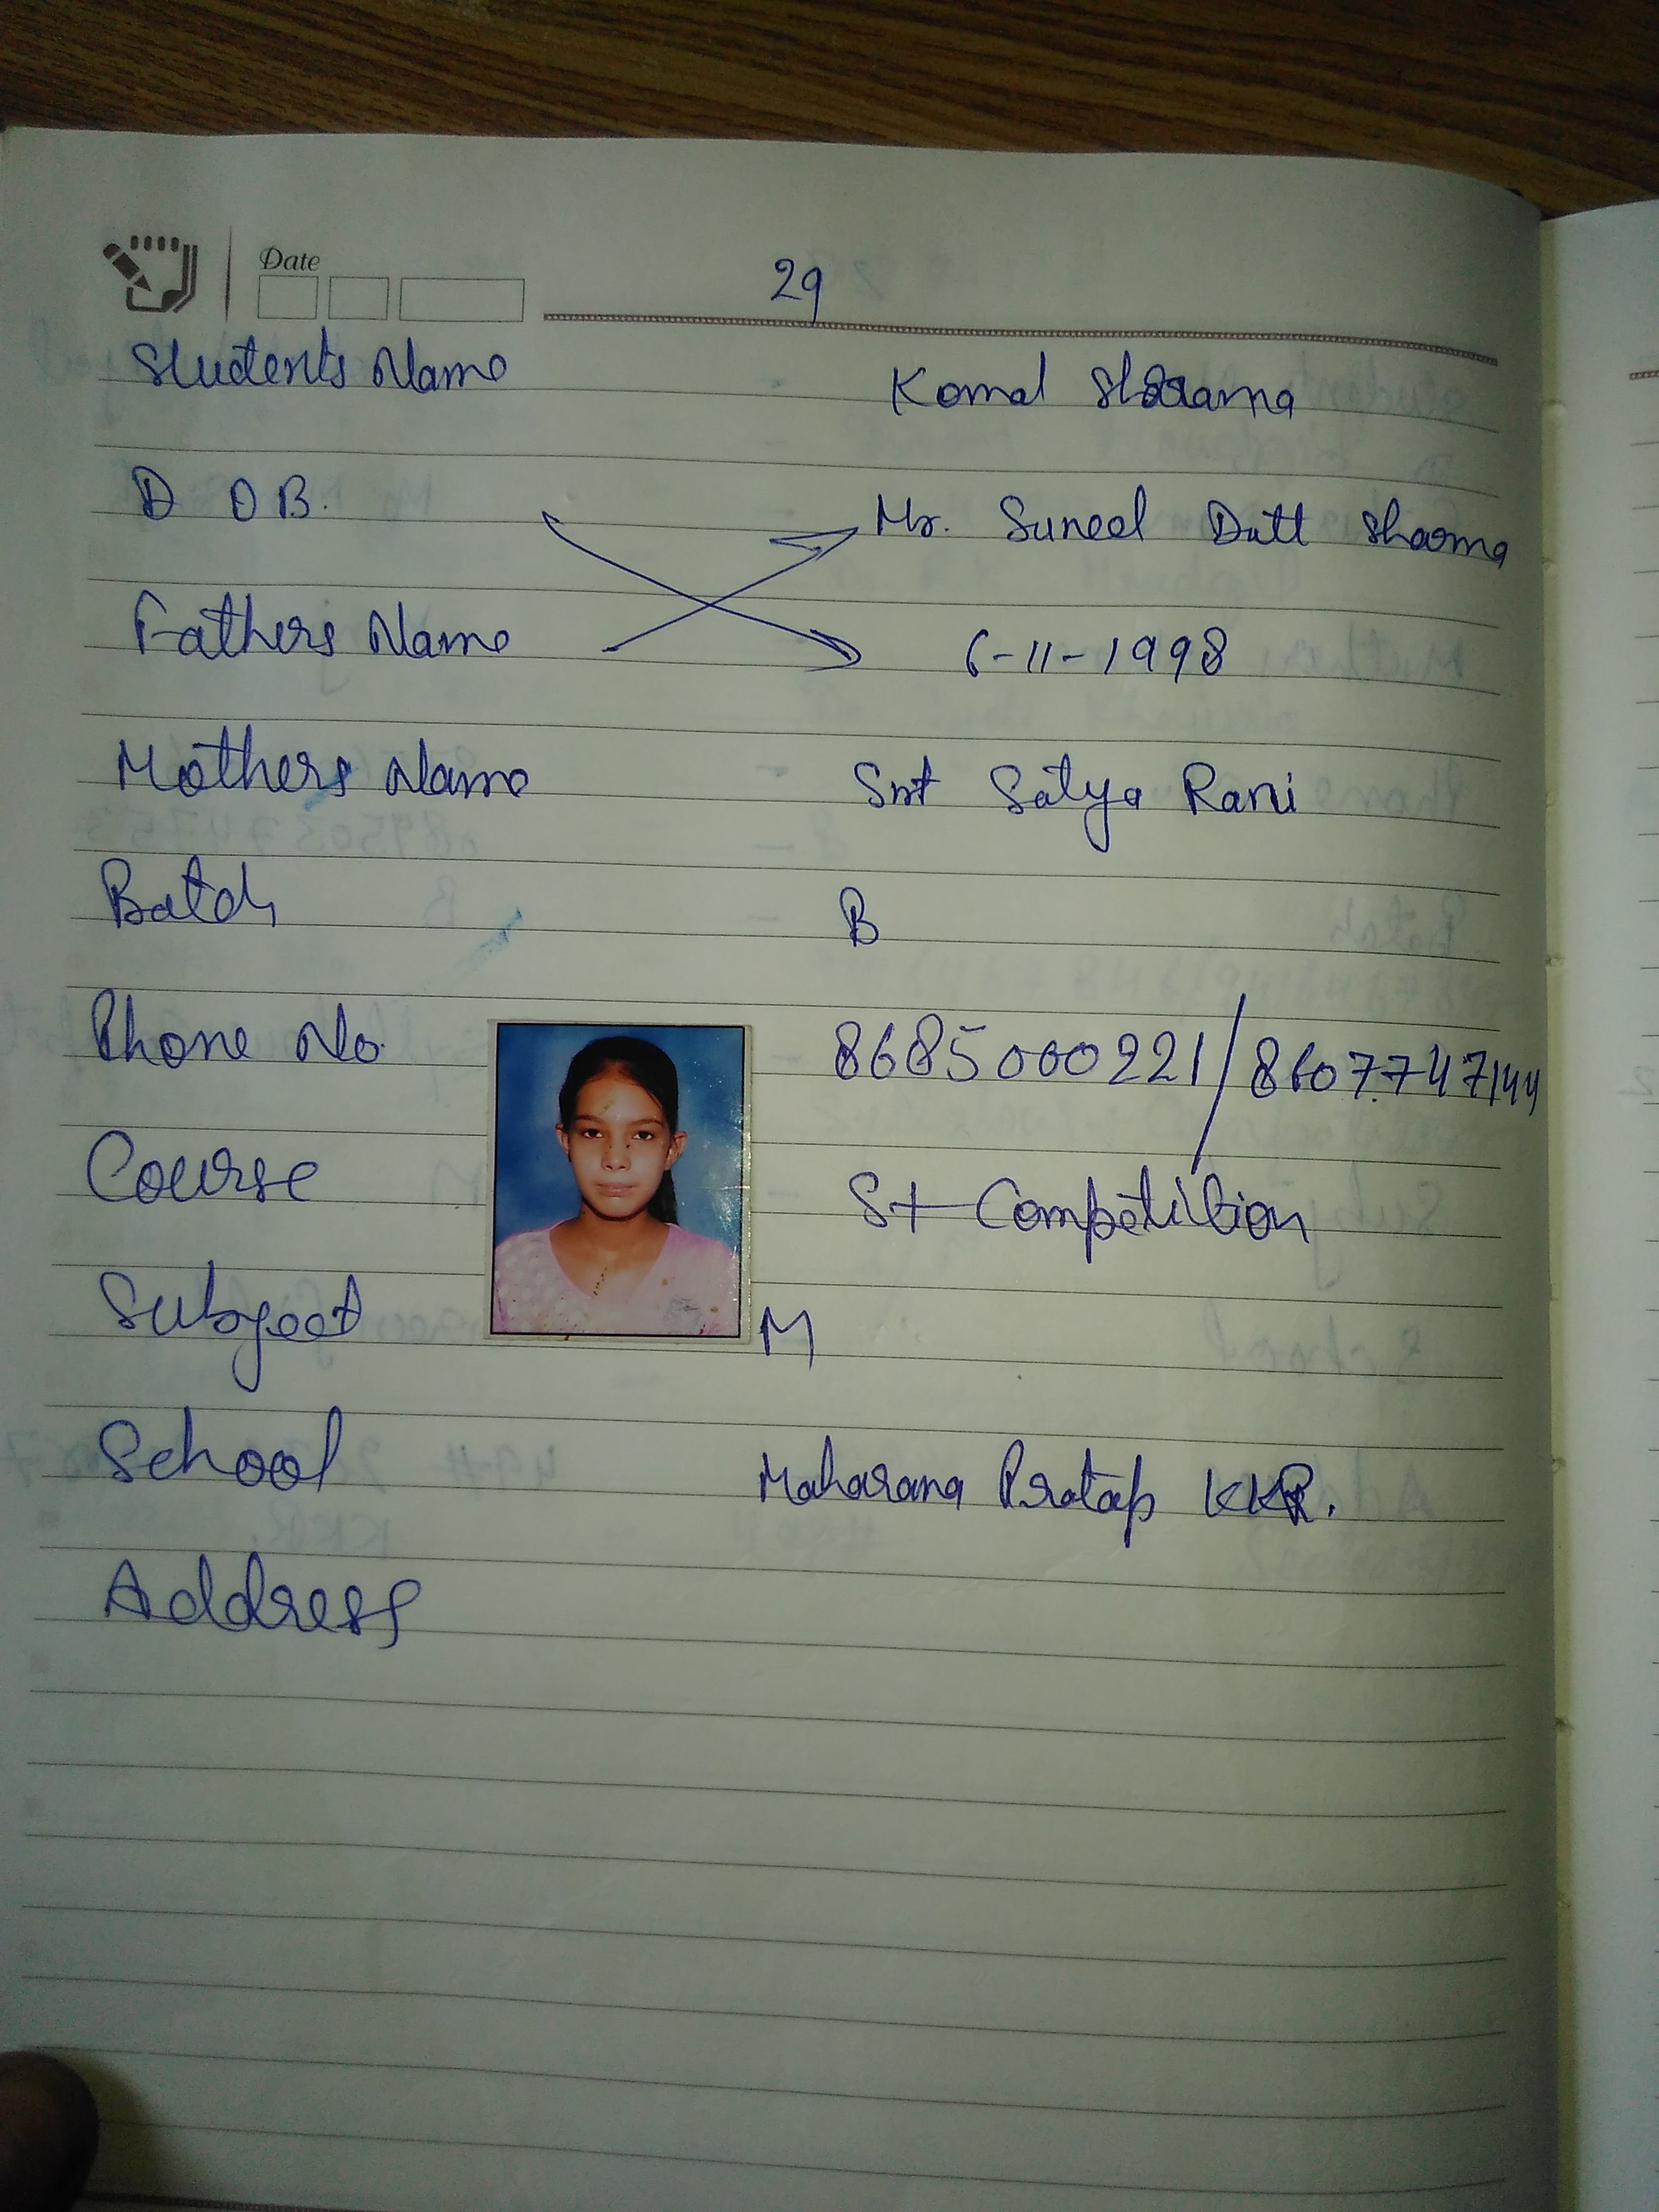 Date
29
Students Name Komal Sharma
D O B. Mr. Suneel Dutt Sharma
Fathers Name 6-11-1998
Mothers Name Smt Satya Rani
Batch B
Phone No. 8685000221/8607747144
Course St Competition
Subject M
School Maharana Pratap KKR.
Address